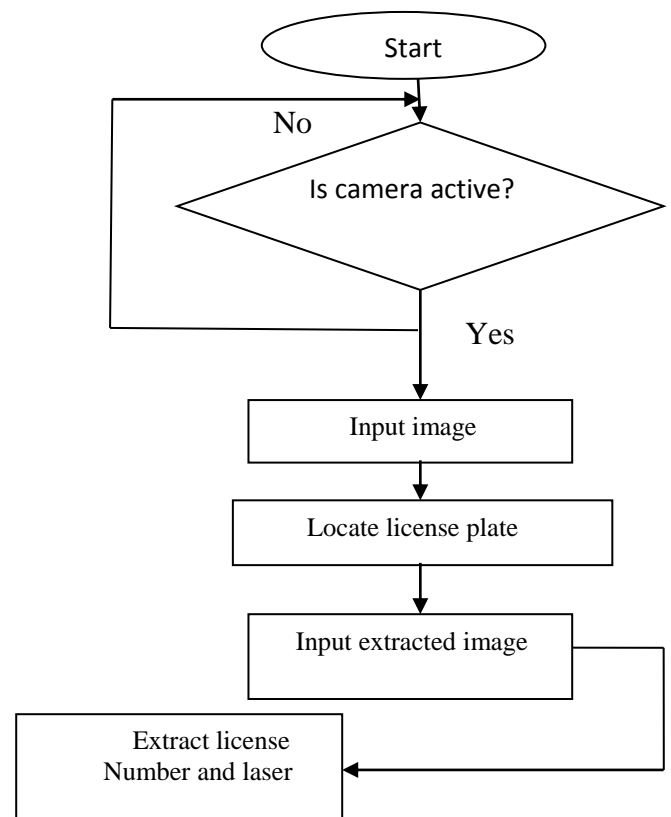 Start
No
Is camera active?
Yes
Input image
Locate license plate
Input extracted image
Extract license
Number and laser